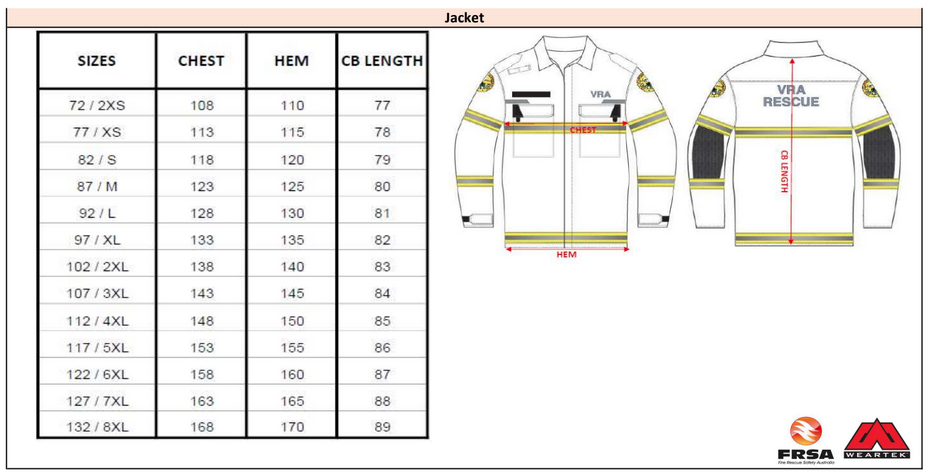 Jacket
SIZES CHEST HEM CB LENGTH
72 / 2XS 108 110 77
77 / XS 113 115 78
82 / S 118 120 79
87 / M 123 125 80
92 / L 128 130 81
97 / XL 133 135 82
102 / 2XL 138 140 83
107 / 3XL 143 145 84
112 / 4XL 148 150 85
117 / 5XL 153 155 86
122 / 6XL 158 160 87
127 / 7XL 163 165 88
132 / 8XL 168 170 89
VRA
CHEST
HEM
VRA
RESCUE
CB LENGTH
FRSA
Fire Rescue Safety Australia
WEARTEK